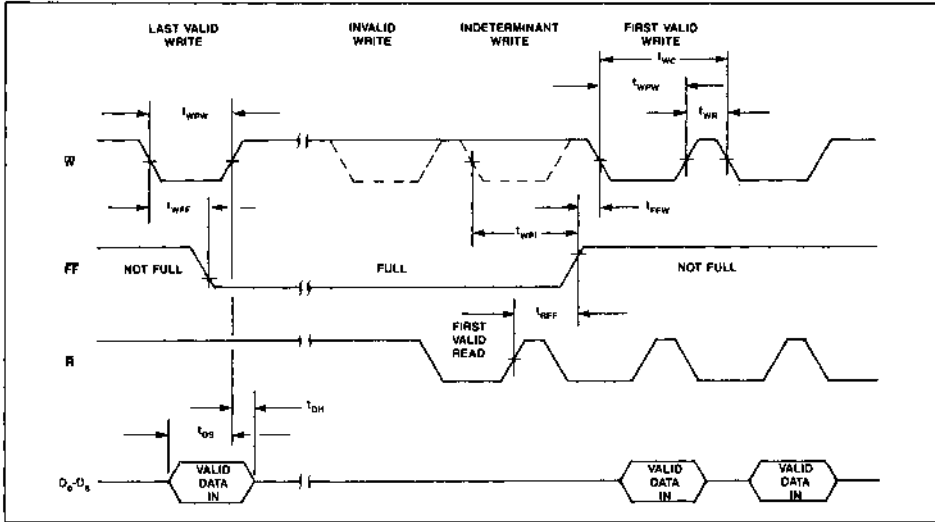 LAST VALID
WRITE
INVALID
WRITE
INDETERMINANT
WRITE
FIRST VALID
WRITE
tWC
tWPW
tWR
tWPW
W̅
tWFF
tFFW
tWPI
F̅F̅
NOT FULL
FULL
NOT FULL
tRFF
FIRST
VALID
READ
R̅
tDH
tDS
VALID
DATA
IN
VALID
DATA
IN
VALID
DATA
IN